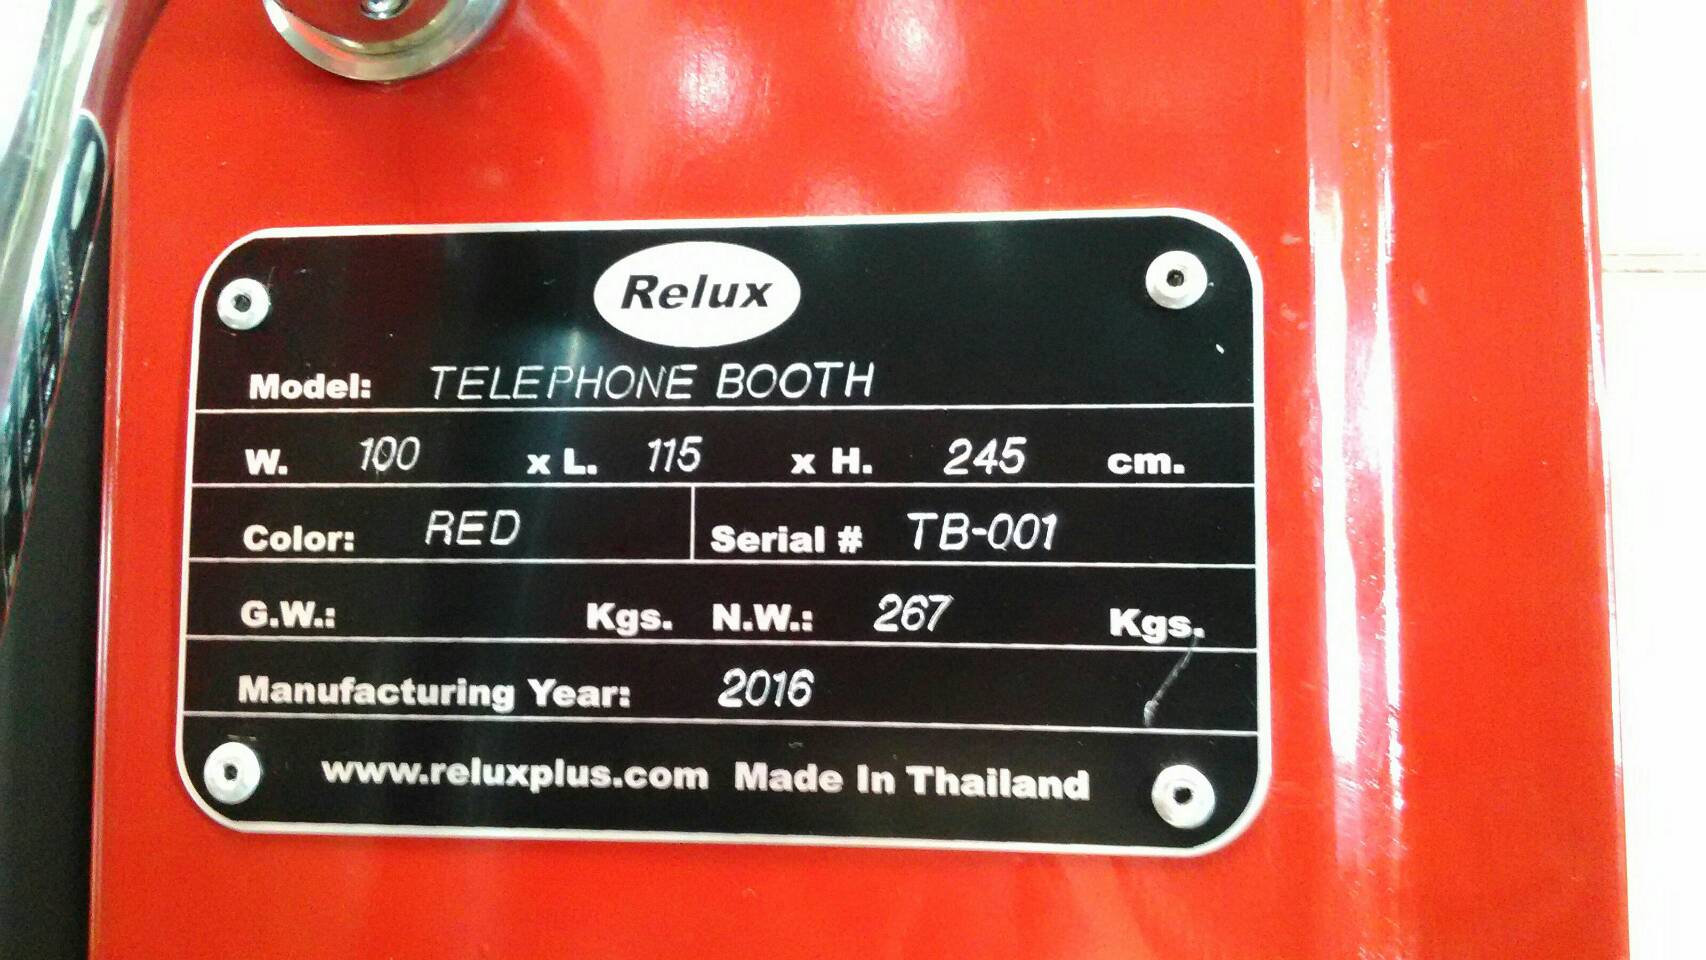 Relux
Model: TELEPHONE BOOTH
W. 100 x L. 115 x H. 245 cm.
Color: RED Serial # TB-001
G.W.: Kgs. N.W.: 267 Kgs.
Manufacturing Year: 2016
www.reluxplus.com Made In Thailand